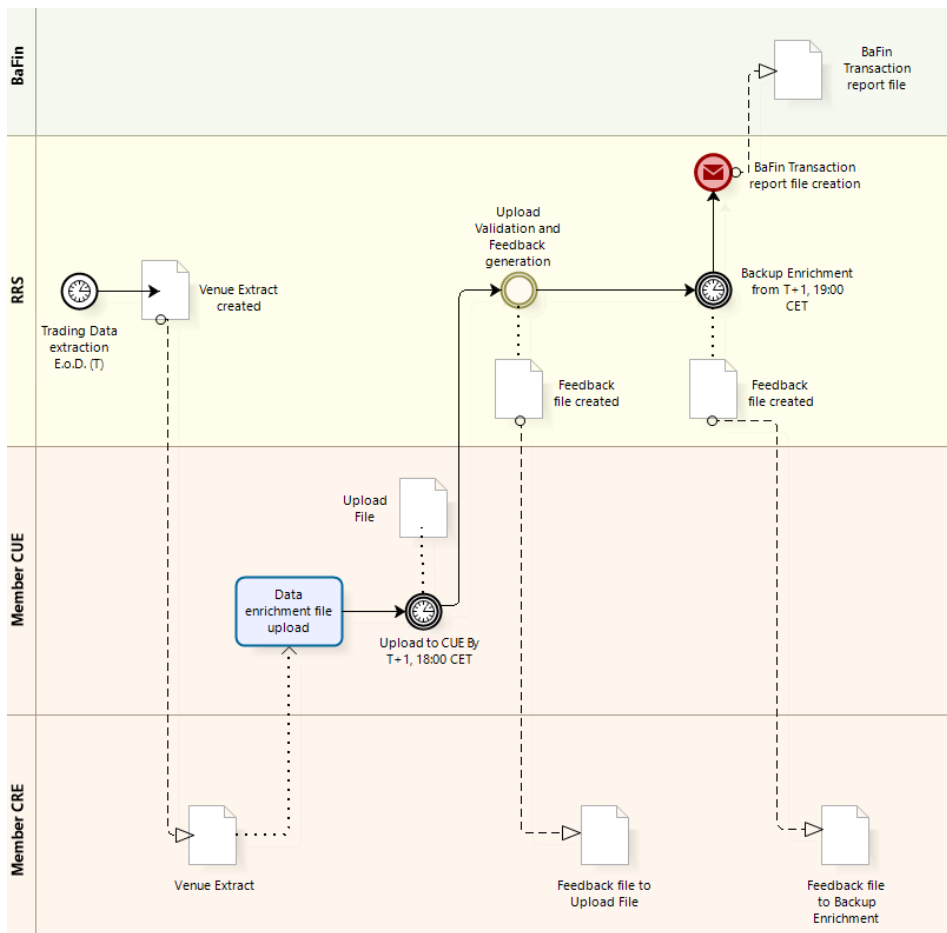 BaFin
BaFin
Transaction
report file
RRS
BaFin Transaction
report file creation
Upload
Validation and
Feedback
generation
Venue Extract
created
Backup Enrichment
from T+1, 19:00
CET
Trading Data
extraction
E.o.D. (T)
Feedback
file created
Feedback
file created
Member CUE
Upload
File
Data
enrichment file
upload
Upload to CUE By
T+1, 18:00 CET
Member CRE
Venue Extract
Feedback file to
Upload File
Feedback file
to Backup
Enrichment